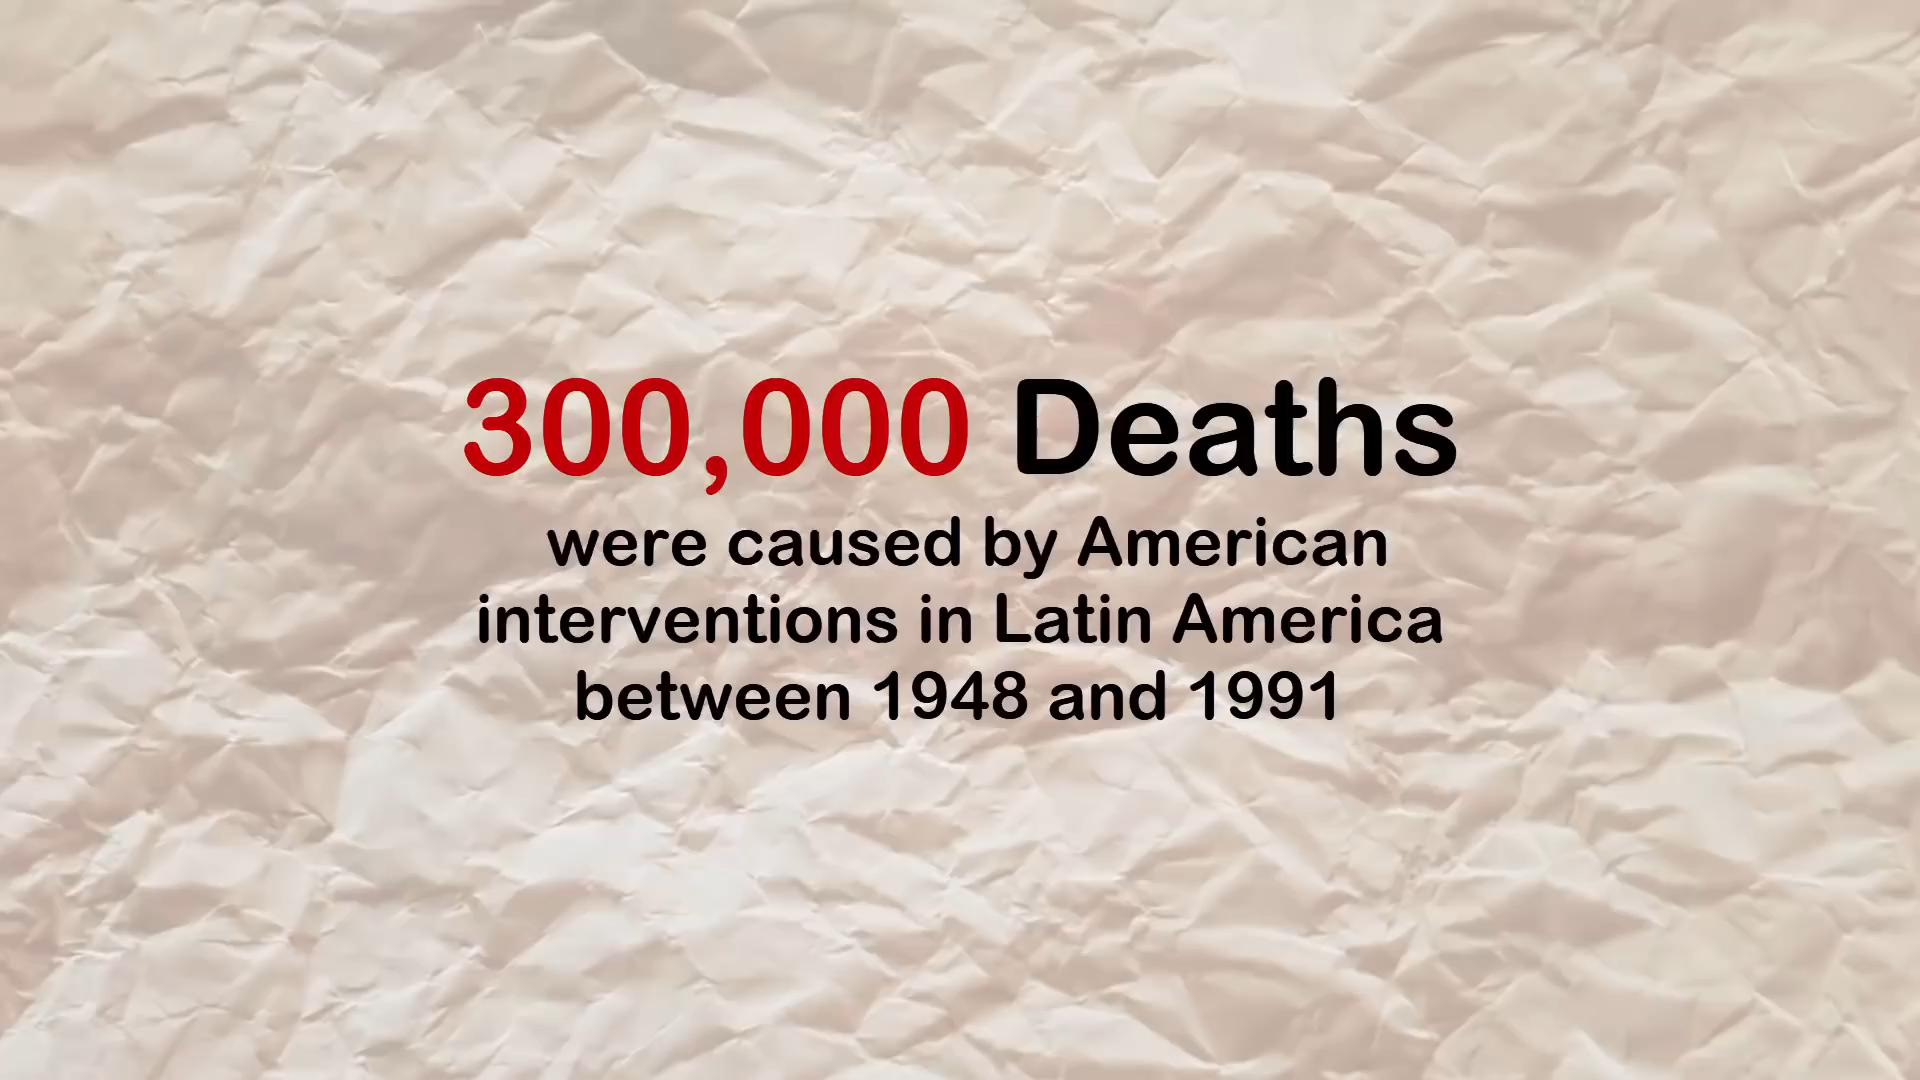 300,000 Deaths
were caused by American
interventions in Latin America
between 1948 and 1991